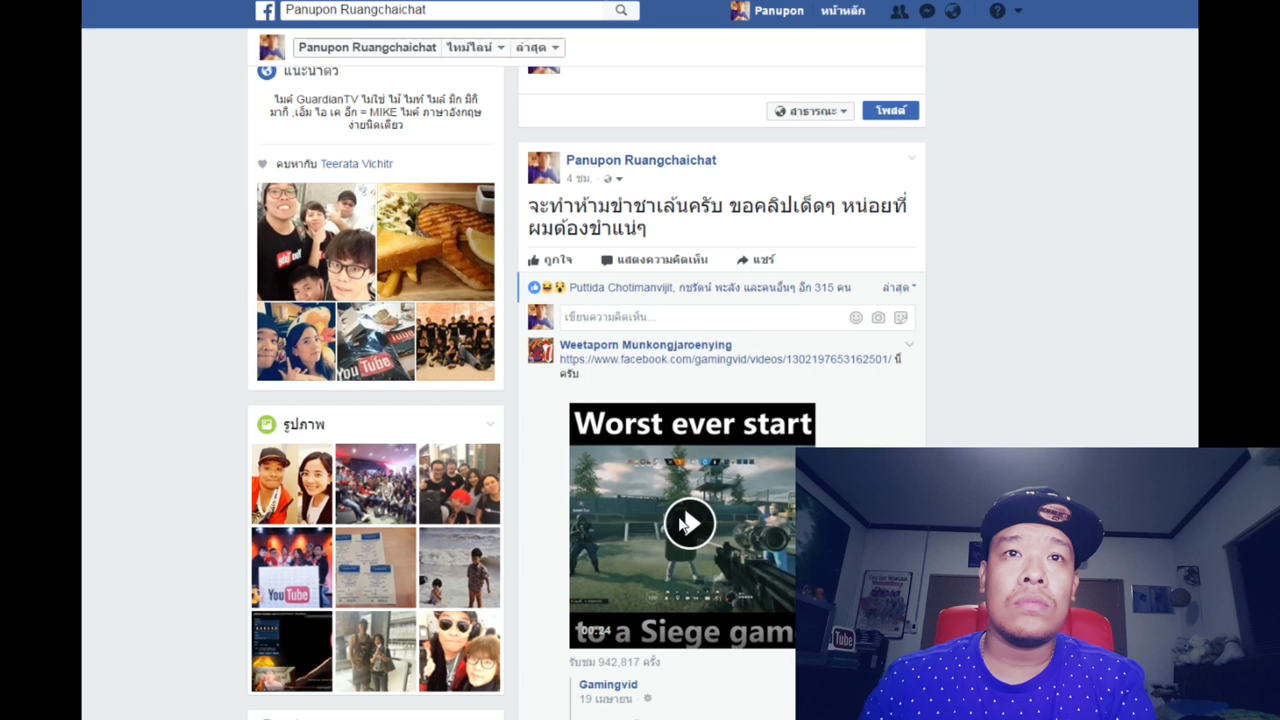 Panupon Ruangchaichat
Panupon
หน้าหลัก
Panupon Ruangchaichat
ไทม์ไลน์
ล่าสุด
แนะนำตัว
ไมค์ GuardianTV ไม่ใช่ ไม้ ไมท์ ไมล์ มิก มิกิ
มากิ ,เอ็ม ไอ เค อีก = MIKE ไมค์ ภาษาอังกฤษ
ง่ายนิดเดียว
คบหากับ Teerata Vichitr
รูปภาพ
สาธารณะ
โพสต์
Panupon Ruangchaichat
4 ชม.
จะทำห้ามขำชาเล้นครับ ขอคลิปเด็ดๆ หน่อยที่
ผมต้องขำแน่ๆ
ถูกใจ
แสดงความคิดเห็น
แชร์
Puttida Chotimanvijit, กชรัตน์ พะลัง และคนอื่นๆ อีก 315 คน
ล่าสุด
เขียนความคิดเห็น...
Weetaporn Munkongjaroenying
https://www.facebook.com/gamingvid/videos/1302197653162501/ นี่
ครับ
Worst ever start
00:24
to a Siege gam
รับชม 942,817 ครั้ง
Gamingvid
19 เมษายน
YouTube
YouTube
Tube